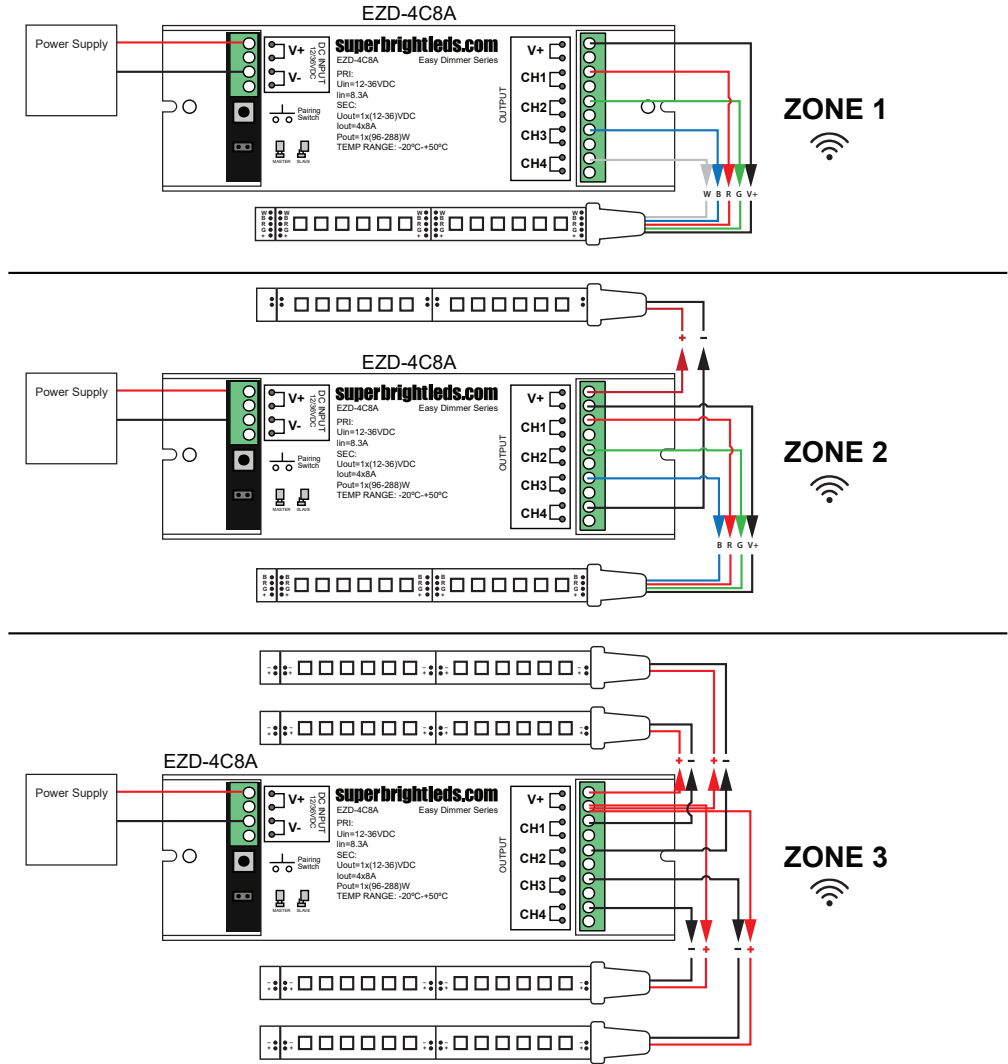 EZD-4C8A
Power Supply
V+
V-
DC INPUT
12/36VDC
superbrightleds.com
EZD-4C8A Easy Dimmer Series
PRI:
Uin=12-36VDC
Iin=8.3A
SEC:
Uout=1x(12-36)VDC
Iout=4x8A
Pout=1x(96-288)W
TEMP RANGE: -20ºC-+50ºC
Pairing
Switch
MASTER SLAVE
OUTPUT
V+
CH1
CH2
CH3
CH4
ZONE 1
W B R G V+
W
B
R
G
+
W
B
R
G
+
W
B
R
G
+
W
B
R
G
+
W
B
R
G
+
+ -
EZD-4C8A
Power Supply
V+
V-
DC INPUT
12/36VDC
superbrightleds.com
EZD-4C8A Easy Dimmer Series
PRI:
Uin=12-36VDC
Iin=8.3A
SEC:
Uout=1x(12-36)VDC
Iout=4x8A
Pout=1x(96-288)W
TEMP RANGE: -20ºC-+50ºC
Pairing
Switch
MASTER SLAVE
OUTPUT
V+
CH1
CH2
CH3
CH4
ZONE 2
B R G V+
B
R
G
+
B
R
G
+
B
R
G
+
B
R
G
+
B
R
G
+
+ - + -
EZD-4C8A
Power Supply
V+
V-
DC INPUT
12/36VDC
superbrightleds.com
EZD-4C8A Easy Dimmer Series
PRI:
Uin=12-36VDC
Iin=8.3A
SEC:
Uout=1x(12-36)VDC
Iout=4x8A
Pout=1x(96-288)W
TEMP RANGE: -20ºC-+50ºC
Pairing
Switch
MASTER SLAVE
OUTPUT
V+
CH1
CH2
CH3
CH4
ZONE 3
- + - +